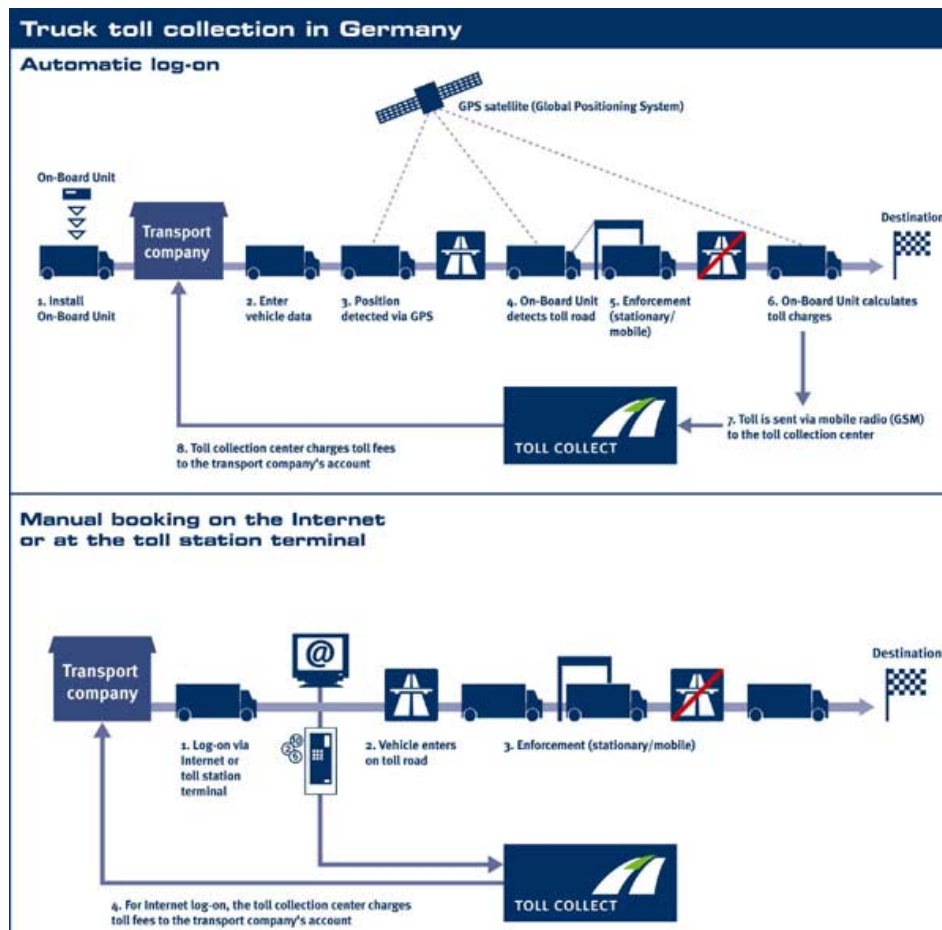 Truck toll collection in Germany
Automatic log-on
GPS satellite (Global Positioning System)
On-Board Unit
Transport
company
Destination
1. Install
On-Board Unit
2. Enter
vehicle data
3. Position
detected via GPS
4. On-Board Unit
detects toll road
5. Enforcement
(stationary/
mobile)
6. On-Board Unit calculates
toll charges
7. Toll is sent via mobile radio (GSM)
to the toll collection center
TOLL COLLECT
8. Toll collection center charges toll fees
to the transport company's account
Manual booking on the Internet
or at the toll station terminal
Transport
company
@
Destination
1. Log-on via
Internet or
toll station
terminal
2. Vehicle enters
on toll road
3. Enforcement (stationary/mobile)
TOLL COLLECT
4. For Internet log-on, the toll collection center charges
toll fees to the transport company's account